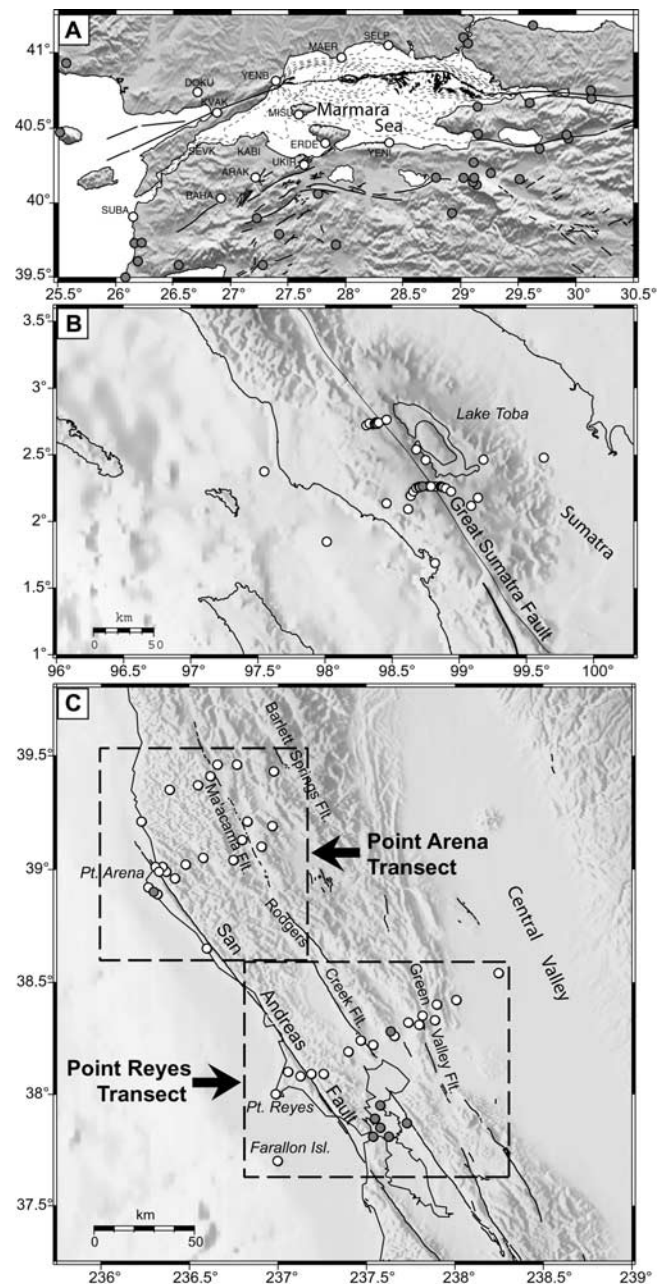 A
41°
40.5°
40°
39.5°
SELP
MAER
YENB
DOKU
KVAK
MISU
Marmara
Sea
ERDE
SEVK
KABI
YENI
UKIR
ARAK
BAHA
SUBA
25.5
26
26.5
27
27.5
28
28.5
29
29.5
30
30.5
B
3°
2.5°
2°
1.5°
1°
Lake Toba
Sumatra
Great Sumatra Fault
km
0 50
96
96.5
97
97.5
98
98.5
99
99.5
100
C
39.5°
39°
38.5°
38°
37.5°
Barlett Springs Flt.
Ma'acama Flt.
Point Arena
Transect
Pt. Arena
Rodgers
Creek Flt.
Central Valley
San
Andreas
Fault
Green
Valley Flt.
Point Reyes
Transect
Pt. Reyes
Farallon Isl.
km
0 50
236°
236.5°
237°
237.5°
238°
238.5°
239°